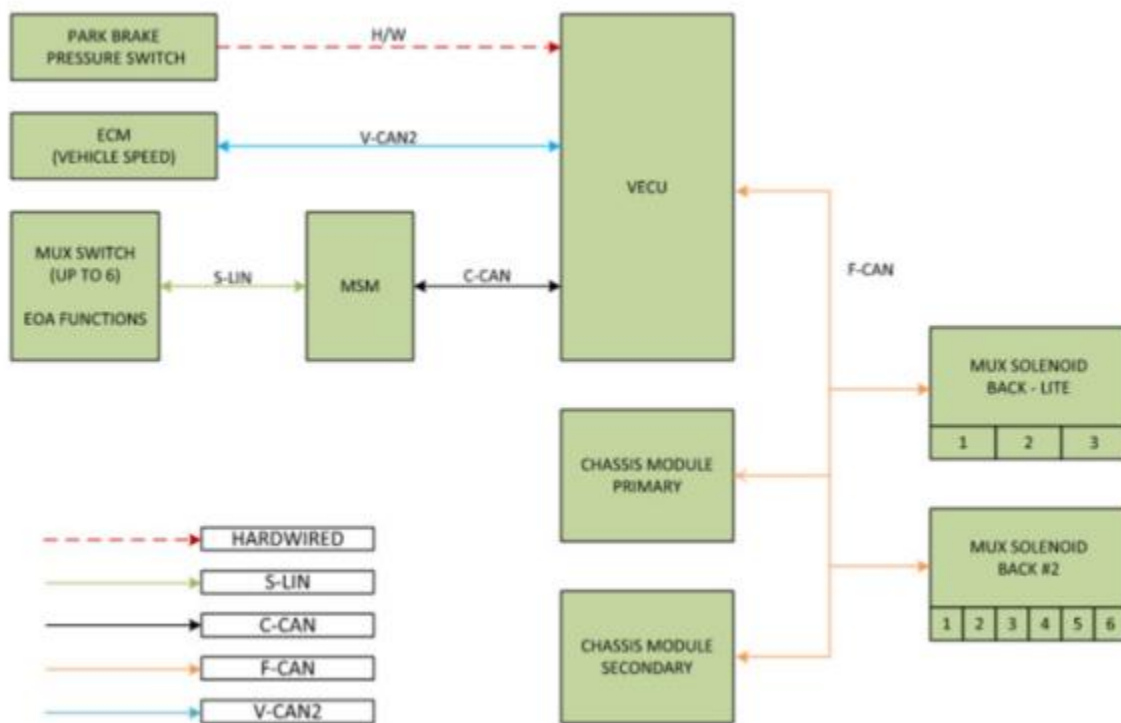 PARK BRAKE
PRESSURE SWITCH
H/W
ECM
(VEHICLE SPEED)
V-CAN2
VECU
MUX SWITCH
(UP TO 6)
EOA FUNCTIONS
S-LIN
MSM
C-CAN
F-CAN
MUX SOLENOID
BACK - LITE
1 2 3
CHASSIS MODULE
PRIMARY
MUX SOLENOID
BACK #2
1 2 3 4 5 6
CHASSIS MODULE
SECONDARY
HARDWIRED
S-LIN
C-CAN
F-CAN
V-CAN2